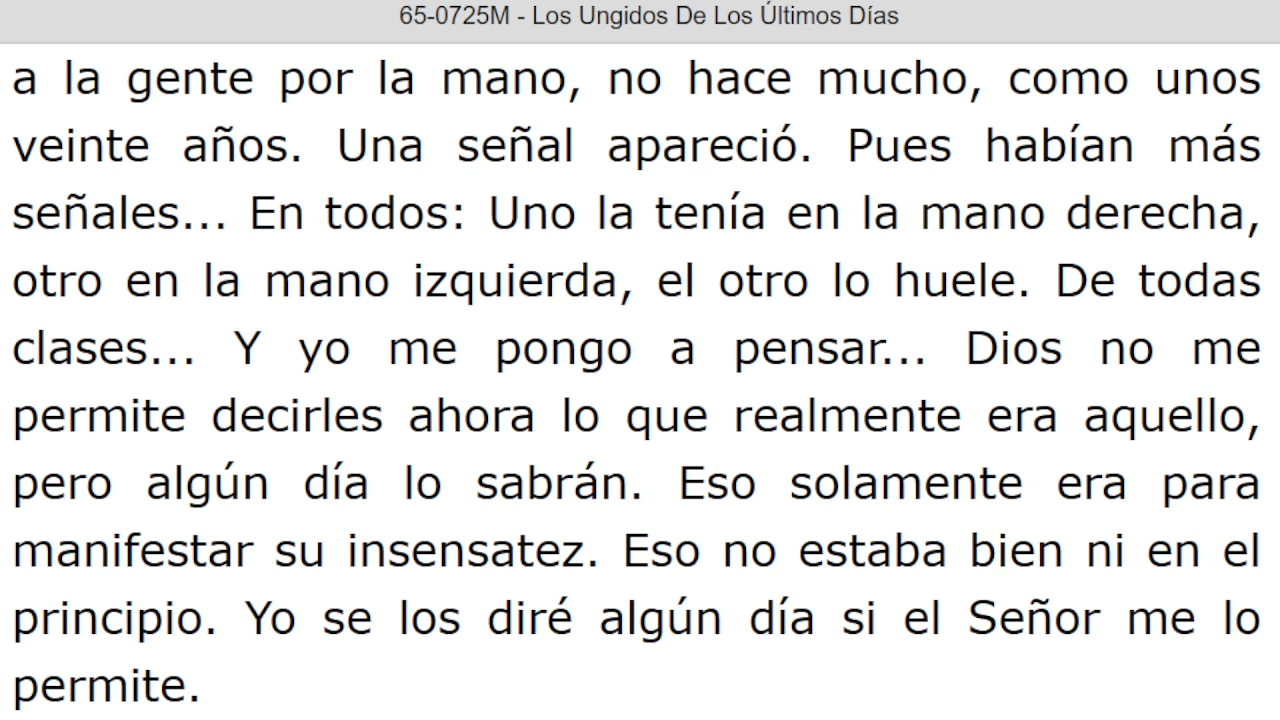 65-0725M - Los Ungidos De Los Últimos Días
a la gente por la mano, no hace mucho, como unos
veinte años. Una señal apareció. Pues habían más
señales... En todos: Uno la tenía en la mano derecha,
otro en la mano izquierda, el otro lo huele. De todas
clases... Y yo me pongo a pensar... Dios no me
permite decirles ahora lo que realmente era aquello,
pero algún día lo sabrán. Eso solamente era para
manifestar su insensatez. Eso no estaba bien ni en el
principio. Yo se los diré algún día si el Señor me lo
permite.